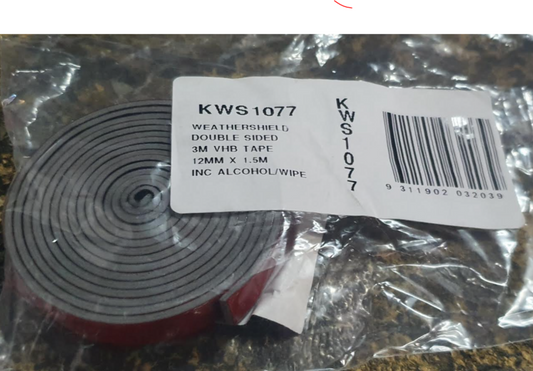 KWS1077
WEATHERSHIELD
DOUBLE SIDED
3M VHB TAPE
12MM X 1.5M
INC ALCOHOL/WIPE
KWS1077
9 311902 032039